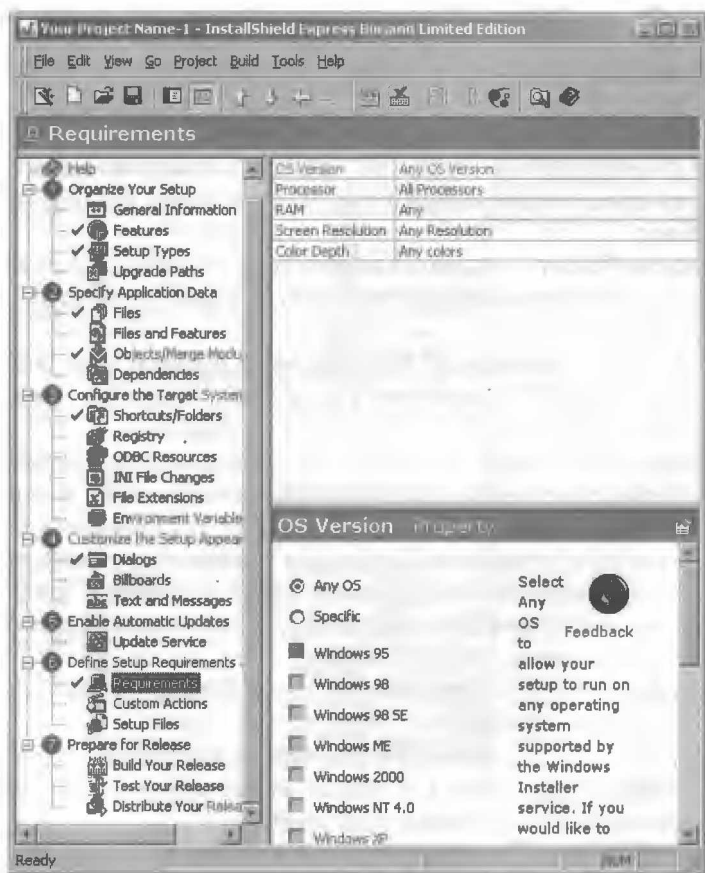 Your Project Name-1 - InstallShield Express Borland Limited Edition
File Edit View Go Project Build Tools Help
Requirements
Help
1 Organize Your Setup
General Information
Features
Setup Types
Upgrade Paths
2 Specify Application Data
Files
Files and Features
Objects/Merge Modu
Dependencies
3 Configure the Target System
Shortcuts/Folders
Registry
ODBC Resources
INI File Changes
File Extensions
Environment Variable
4 Customize the Setup Appear
Dialogs
Billboards
Text and Messages
5 Enable Automatic Updates
Update Service
6 Define Setup Requirements
Requirements
Custom Actions
Setup Files
7 Prepare for Release
Build Your Release
Test Your Release
Distribute Your Relea
OS Version Any OS Version
Processor All Processors
RAM Any
Screen Resolution Any Resolution
Color Depth Any colors
OS Version Property
Any OS
Specific
Windows 95
Windows 98
Windows 98 SE
Windows ME
Windows 2000
Windows NT 4.0
Windows XP
Feedback
Select
Any
OS
to
allow your
setup to run on
any operating
system
supported by
the Windows
Installer
service. If you
would like to
Ready
NUM